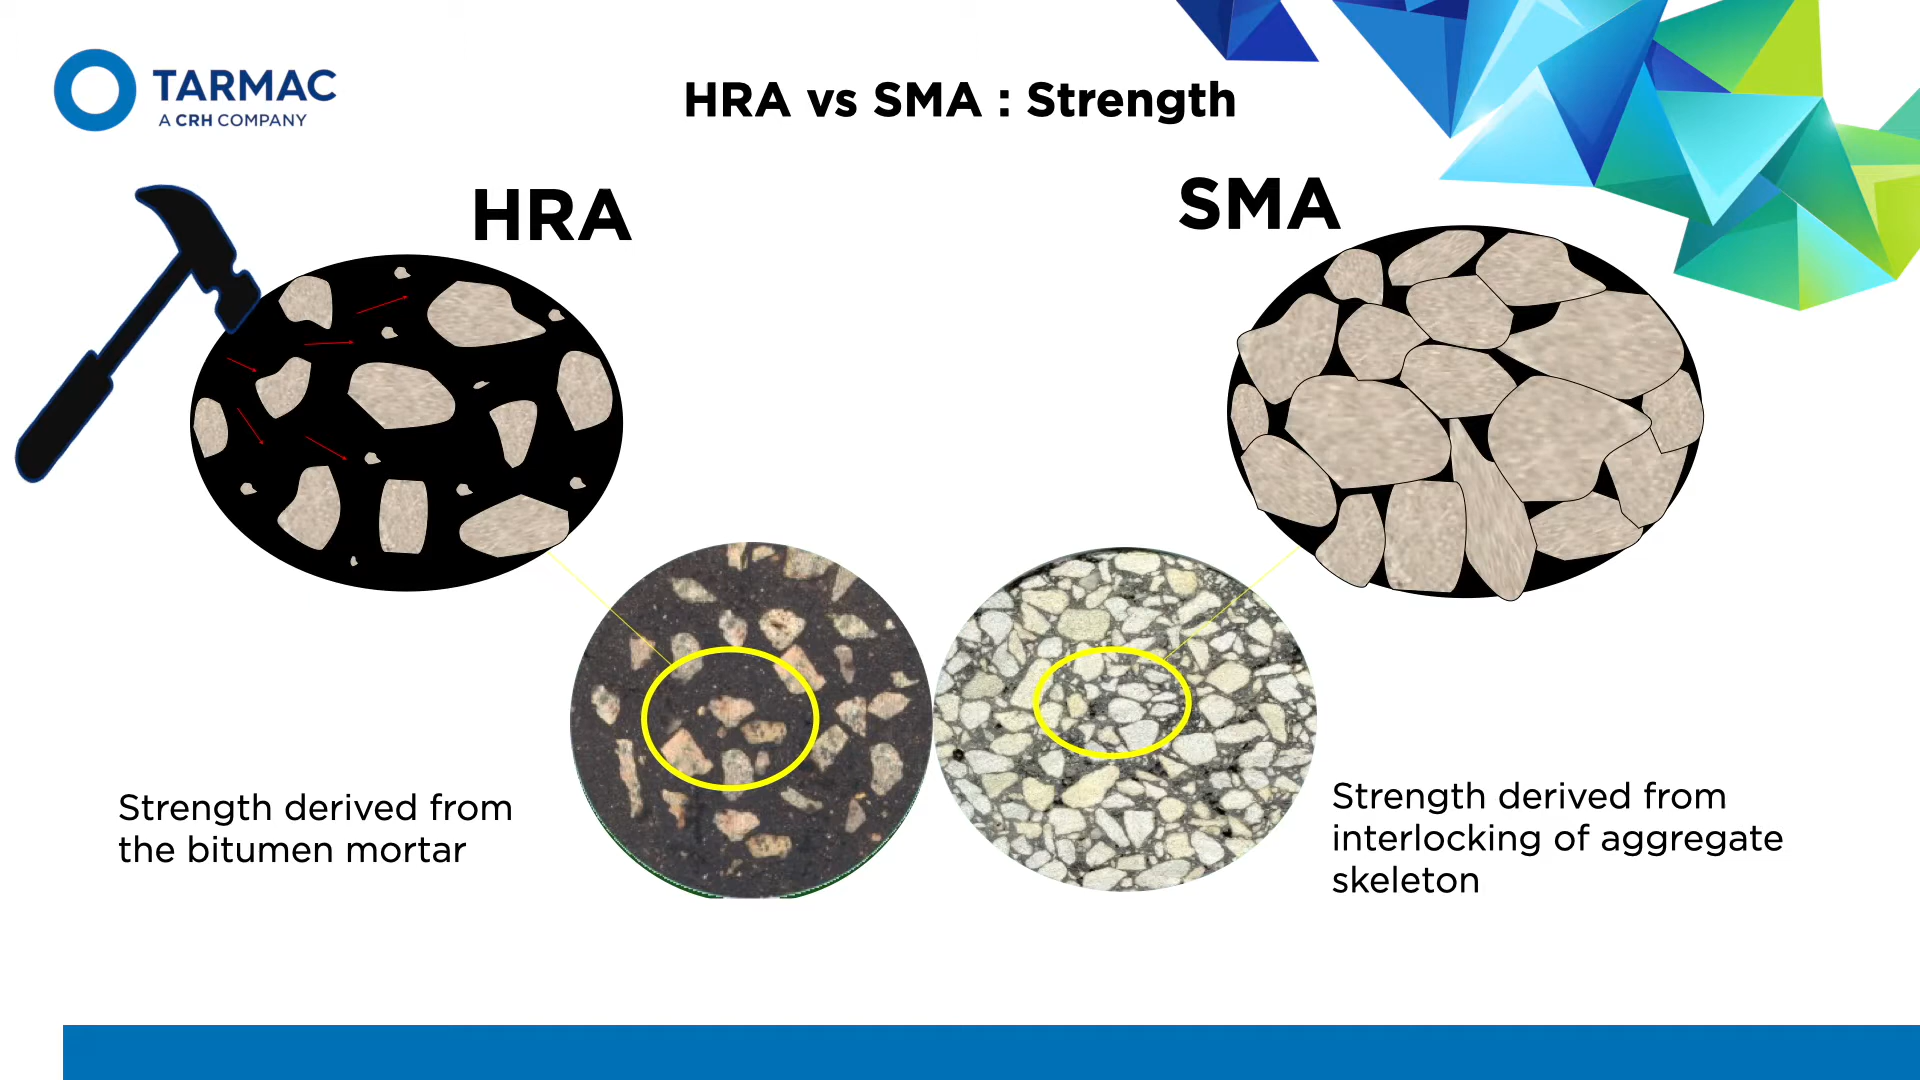 TARMAC
A CRH COMPANY
HRA vs SMA : Strength
HRA
SMA
Strength derived from
the bitumen mortar
Strength derived from
interlocking of aggregate
skeleton